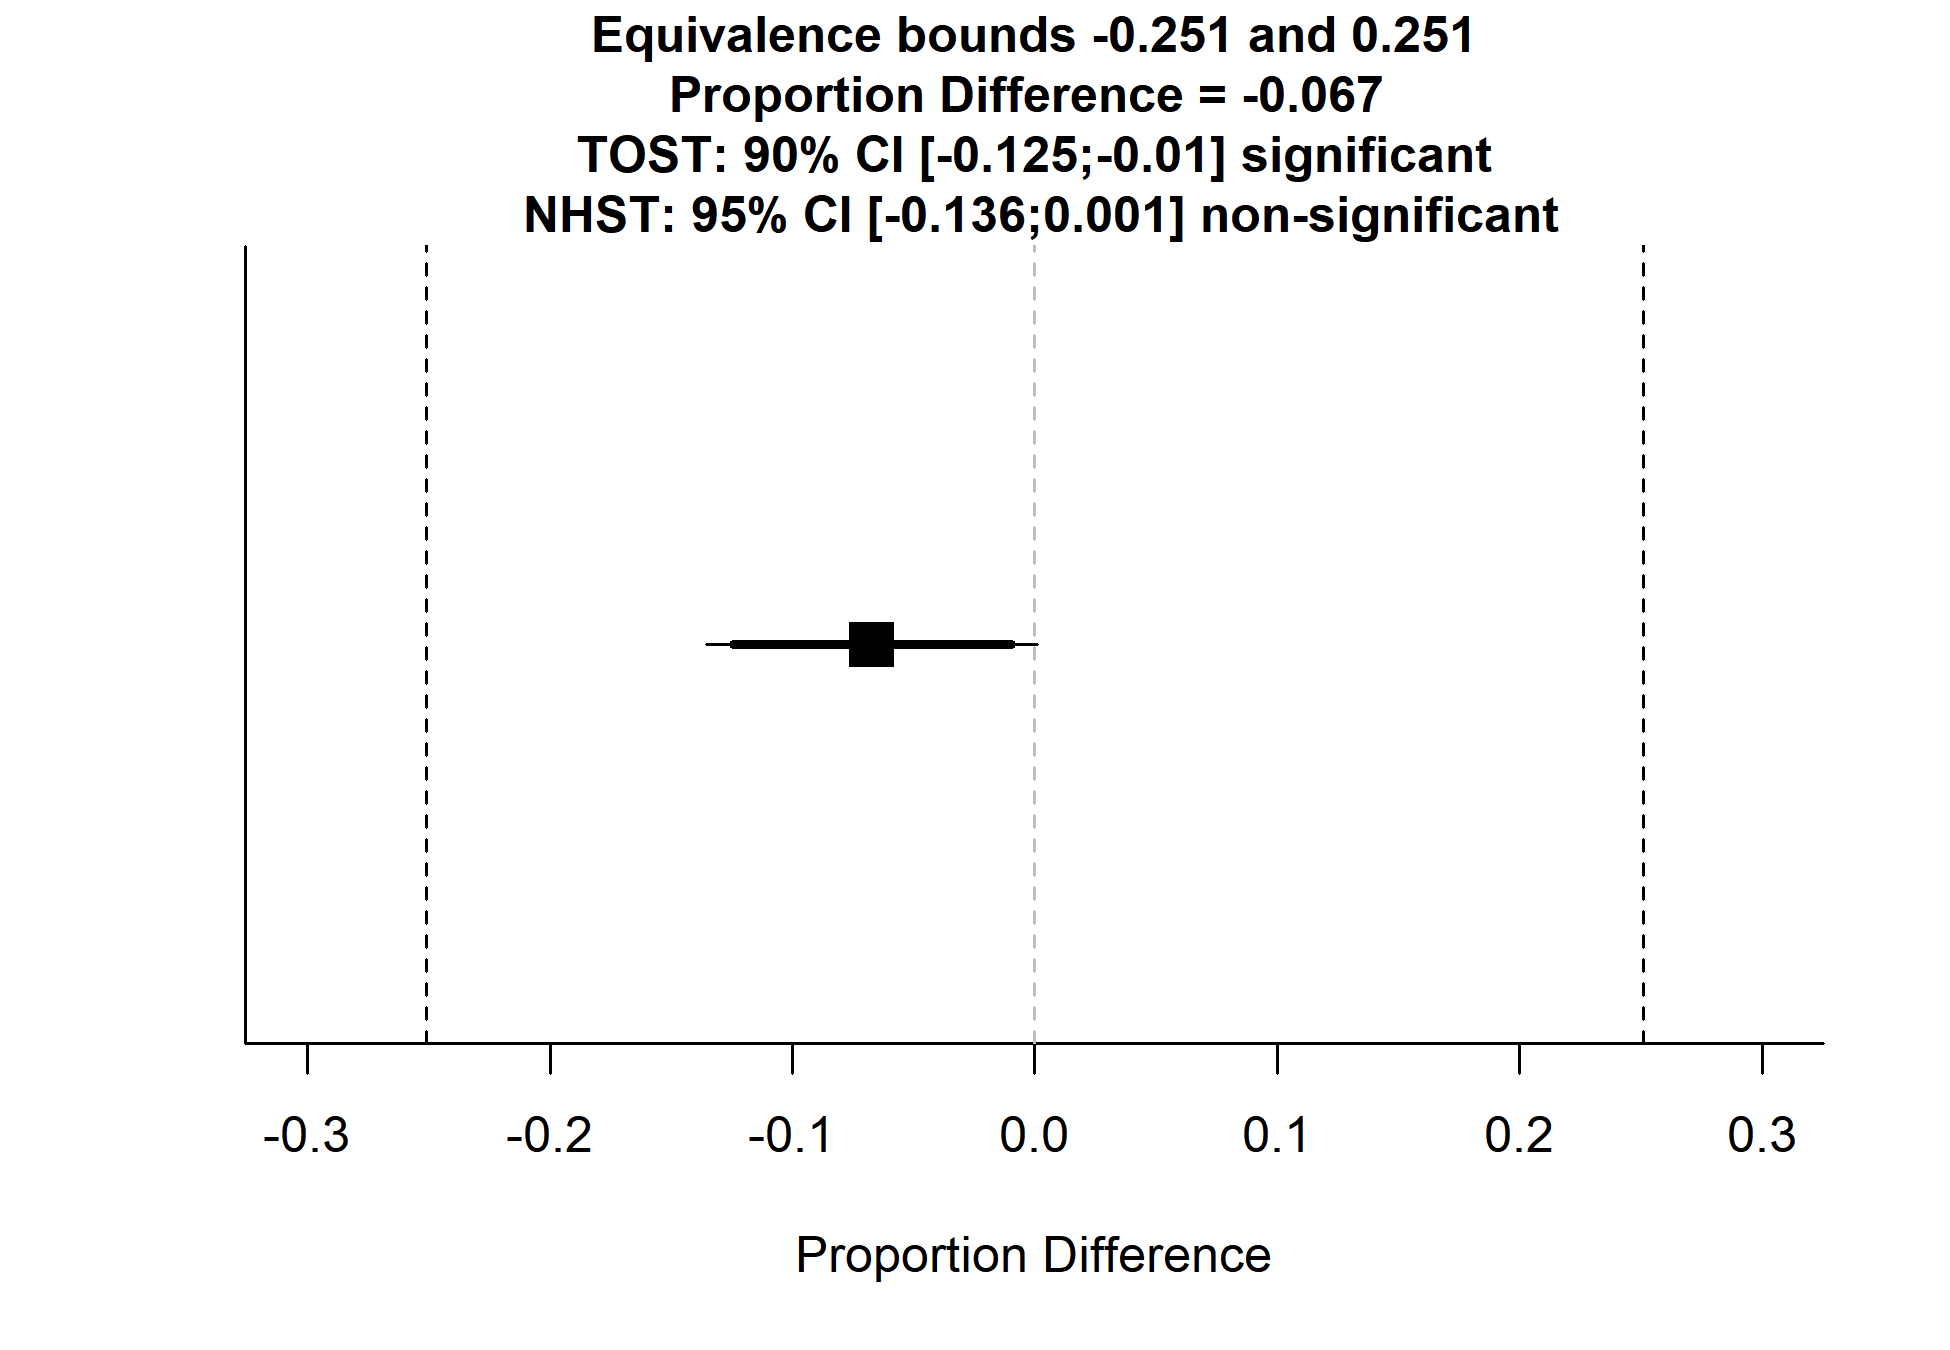 Equivalence bounds -0.251 and 0.251
Proportion Difference = -0.067
TOST: 90% CI [-0.125;-0.01] significant
NHST: 95% CI [-0.136;0.001] non-significant
-0.3 -0.2 -0.1 0.0 0.1 0.2 0.3
Proportion Difference